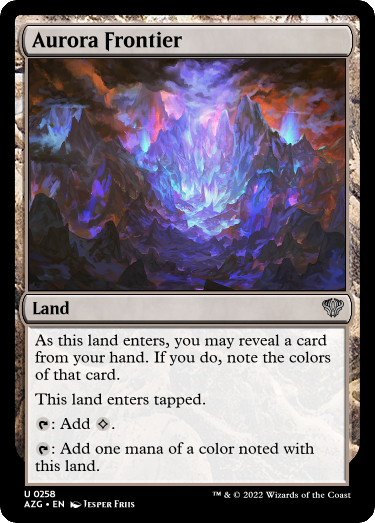 Aurora Frontier
Land
As this land enters, you may reveal a card
from your hand. If you do, note the colors
of that card.
This land enters tapped.
: Add .
: Add one mana of a color noted with
this land.
U 0258
AZG • EN Jesper Friis
™ & © 2022 Wizards of the Coast